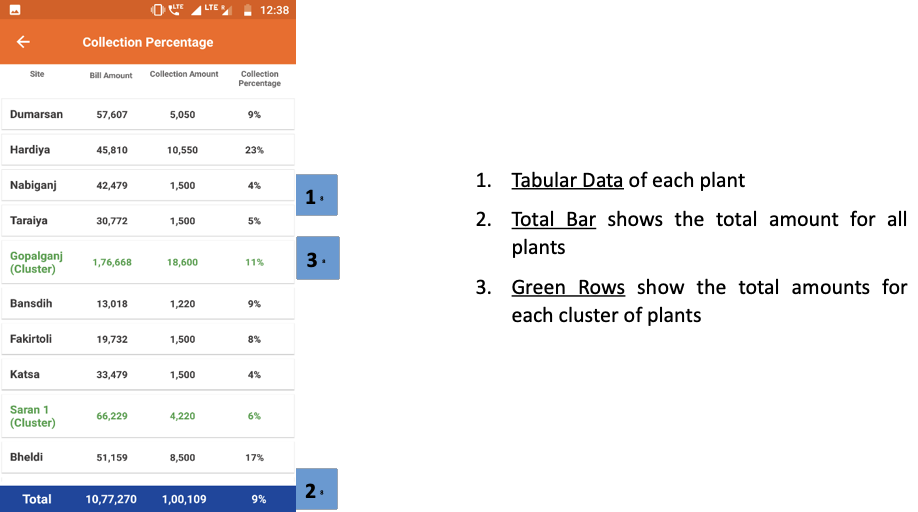 LTE LTE R 12:38
Collection Percentage
Site Bill Amount Collection Amount Collection Percentage
Dumarsan 57,607 5,050 9%
Hardiya 45,810 10,550 23%
Nabiganj 42,479 1,500 4%
Taraiya 30,772 1,500 5%
Gopalganj (Cluster) 1,76,668 18,600 11%
Bansdih 13,018 1,220 9%
Fakirtoli 19,732 1,500 8%
Katsa 33,479 1,500 4%
Saran 1 (Cluster) 66,229 4,220 6%
Bheldi 51,159 8,500 17%
Total 10,77,270 1,00,109 9%
1
3
2
1. Tabular Data of each plant
2. Total Bar shows the total amount for all
plants
3. Green Rows show the total amounts for
each cluster of plants